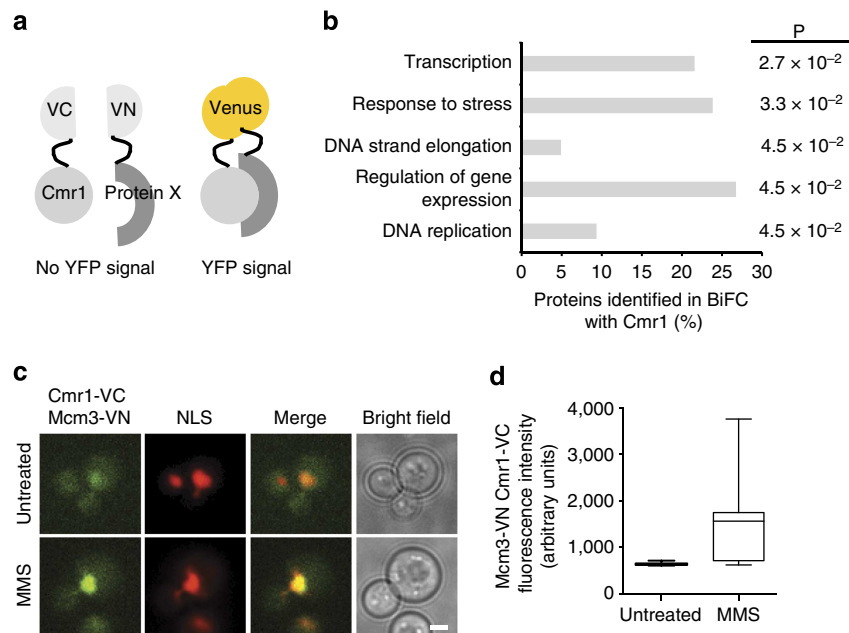 a
VC
VN
Venus
Cmr1
Protein X
No YFP signal
YFP signal
b
P
Transcription
2.7 × 10⁻²
Response to stress
3.3 × 10⁻²
DNA strand elongation
4.5 × 10⁻²
Regulation of gene
expression
4.5 × 10⁻²
DNA replication
4.5 × 10⁻²
0 5 10 15 20 25 30
Proteins identified in BiFC
with Cmr1 (%)
c
Cmr1-VC
Mcm3-VN
NLS
Merge
Bright field
Untreated
MMS
d
Mcm3-VN Cmr1-VC
fluorescence intensity
(arbitrary units)
4,000
3,000
2,000
1,000
0
Untreated
MMS